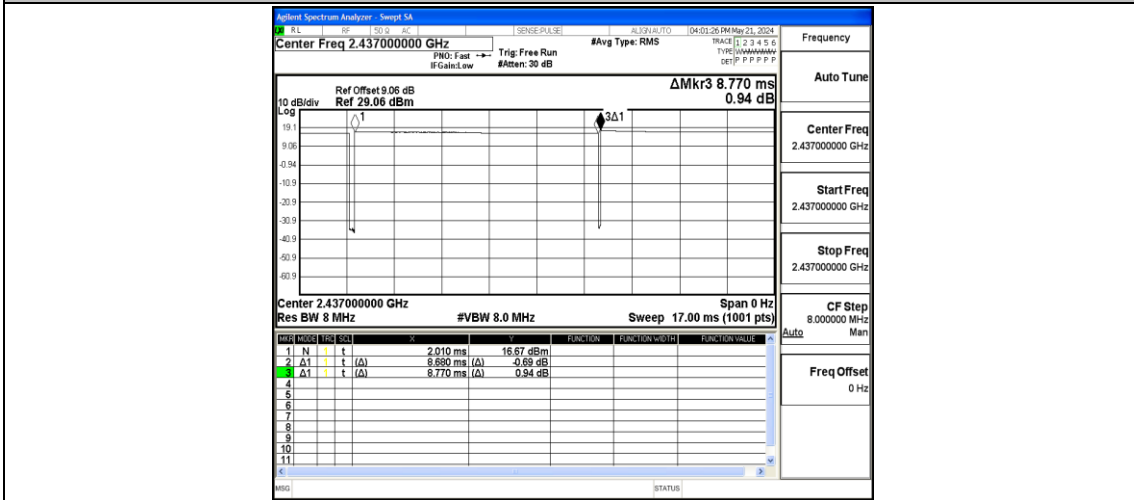 Agilent Spectrum Analyzer - Swept SA
RL RF 50 Ω AC SENSE:PULSE ALIGN AUTO 04:01:26 PM May 21, 2024
Center Freq 2.437000000 GHz #Avg Type: RMS TRACE 1 2 3 4 5 6
PNO: Fast Trig: Free Run TYPE
IFGain:Low #Atten: 30 dB DET P P P P P P
Frequency
Auto Tune
ΔMkr3 8.770 ms
0.94 dB
Ref Offset 9.06 dB
10 dB/div Ref 29.06 dBm
Log
1
3Δ1
19.1
9.06
-0.94
-10.9
-20.9
-30.9
-40.9
-50.9
-60.9
Center Freq
2.437000000 GHz
Start Freq
2.437000000 GHz
Stop Freq
2.437000000 GHz
Center 2.437000000 GHz Span 0 Hz
Res BW 8 MHz #VBW 8.0 MHz Sweep 17.00 ms (1001 pts)
CF Step
8.000000 MHz
Auto Man
MKR MODE TRC SCL X Y FUNCTION FUNCTION WIDTH FUNCTION VALUE
1 N 1 t 2.010 ms 16.67 dBm
2 Δ1 1 t (Δ) 8.680 ms (Δ) -0.69 dB
3 Δ1 1 t (Δ) 8.770 ms (Δ) 0.94 dB
4
5
6
7
8
9
10
11
Freq Offset
0 Hz
MSG STATUS